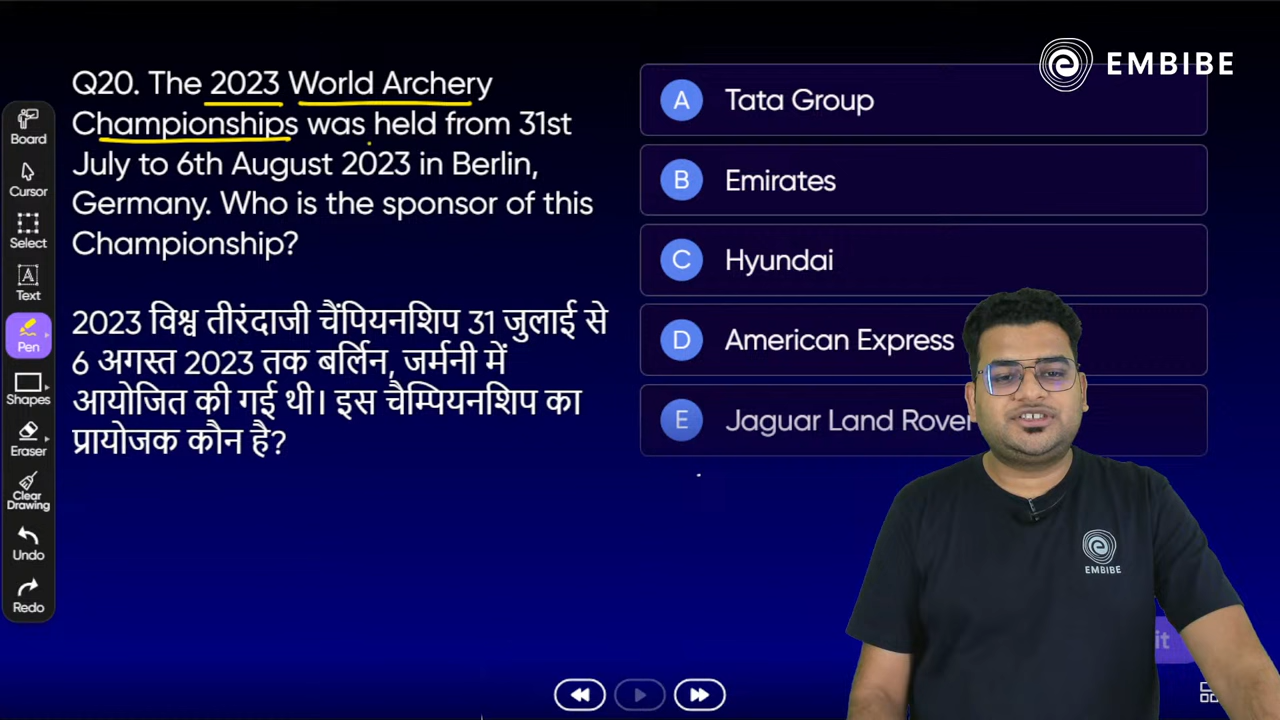 EMBIBE
Q20. The 2023 World Archery
Championships was held from 31st
July to 6th August 2023 in Berlin,
Germany. Who is the sponsor of this
Championship?
2023 विश्व तीरंदाजी चैंपियनशिप 31 जुलाई से
6 अगस्त 2023 तक बर्लिन, जर्मनी में
आयोजित की गई थी। इस चैम्पियनशिप का
प्रायोजक कौन है?
A Tata Group
B Emirates
C Hyundai
D American Express
E Jaguar Land Rover
Board
Cursor
Select
A
Text
Pen
Shapes
Eraser
Clear
Drawing
Undo
Redo
EMBIBE